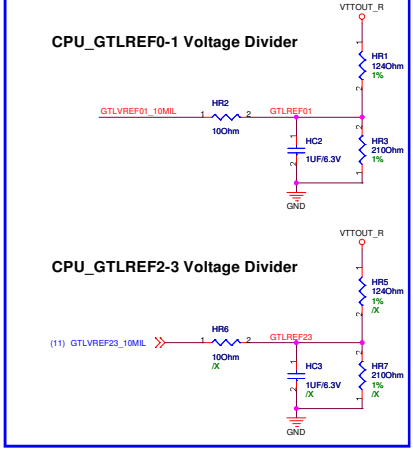 VTTOUT_R
CPU_GTLREF0-1 Voltage Divider
1
HR1
124Ohm
1%
2
GTLVREF01_10MIL
HR2
1 2
10Ohm
GTLREF01
1
HC2
2
1UF/6.3V
2
HR3
210Ohm
1%
1
GND
VTTOUT_R
CPU_GTLREF2-3 Voltage Divider
1
HR5
124Ohm
1%
/X
2
(11) GTLVREF23_10MIL
HR6
1 2
10Ohm
/X
GTLREF23
1
HC3
2
1UF/6.3V
/X
2
HR7
210Ohm
1%
/X
1
GND